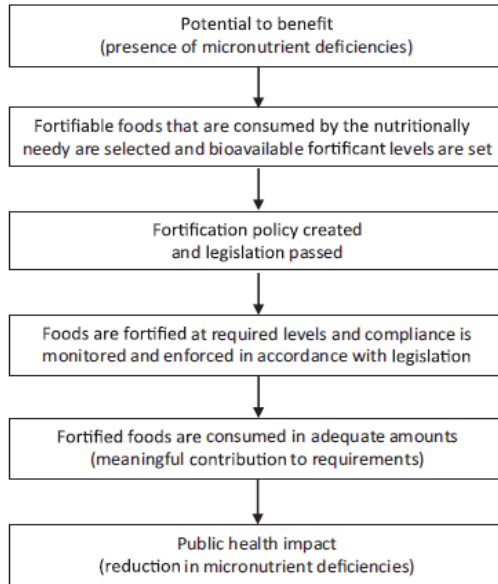 Potential to benefit
(presence of micronutrient deficiencies)
Fortifiable foods that are consumed by the nutritionally
needy are selected and bioavailable fortificant levels are set
Fortification policy created
and legislation passed
Foods are fortified at required levels and compliance is
monitored and enforced in accordance with legislation
Fortified foods are consumed in adequate amounts
(meaningful contribution to requirements)
Public health impact
(reduction in micronutrient deficiencies)